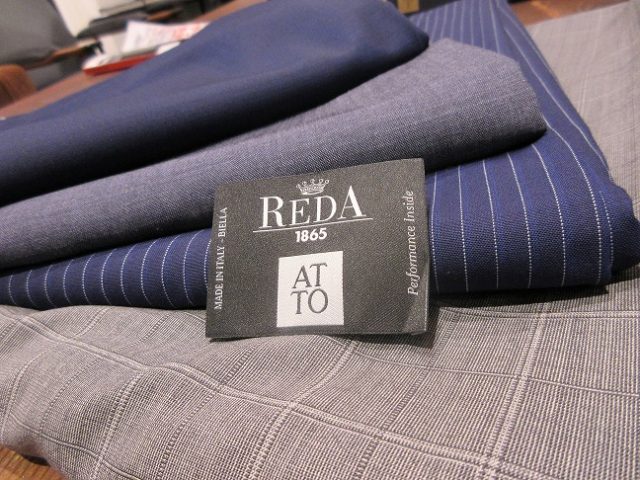 REDA
1865
AT
TO
MADE IN ITALY - BIELLA
Performance Inside